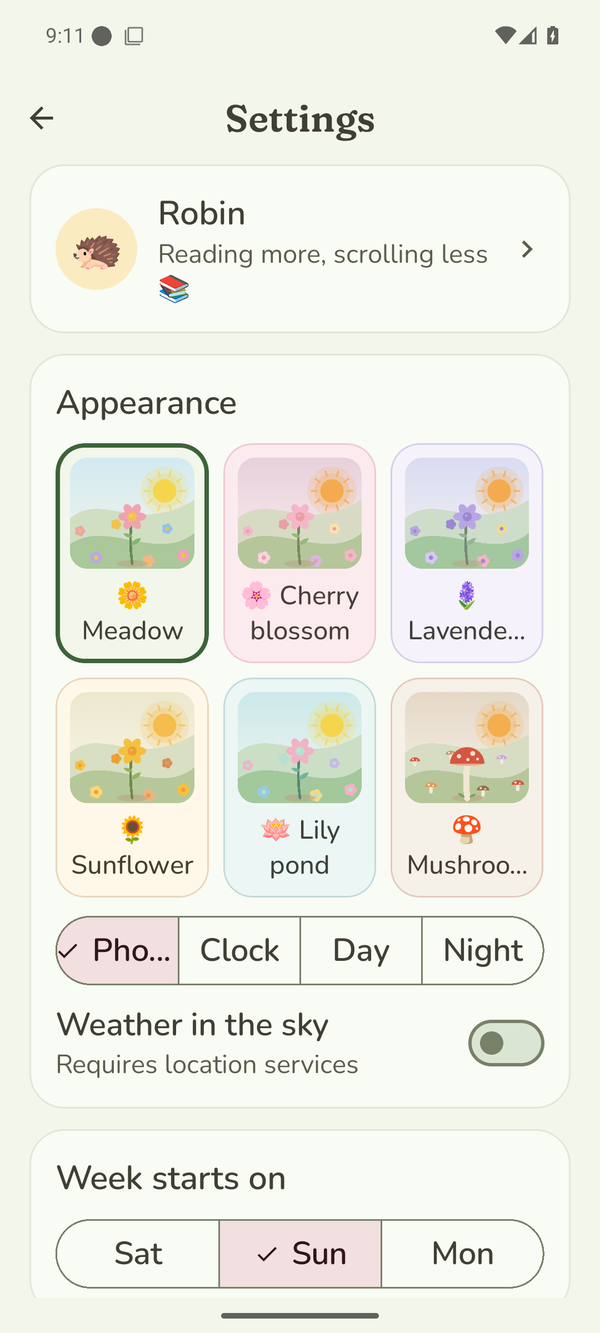 9:11
Settings
Robin
Reading more, scrolling less
📚
Appearance
🌼
Meadow
🌸 Cherry
blossom
🪻
Lavende...
🌻
Sunflower
🪷 Lily
pond
🍄
Mushroo...
Pho...
Clock
Day
Night
Weather in the sky
Requires location services
Week starts on
Sat
Sun
Mon